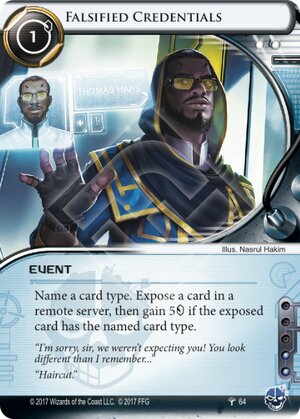 Falsified Credentials
1
THOMAS HAAS
Illus. Nasrul Hakim
EVENT
Name a card type. Expose a card in a
remote server, then gain 5 if the exposed
card has the named card type.
"I'm sorry, sir, we weren't expecting you! You look
different than I remember..."
"Haircut."
© 2017 Wizards of the Coast LLC. © 2017 FFG
64